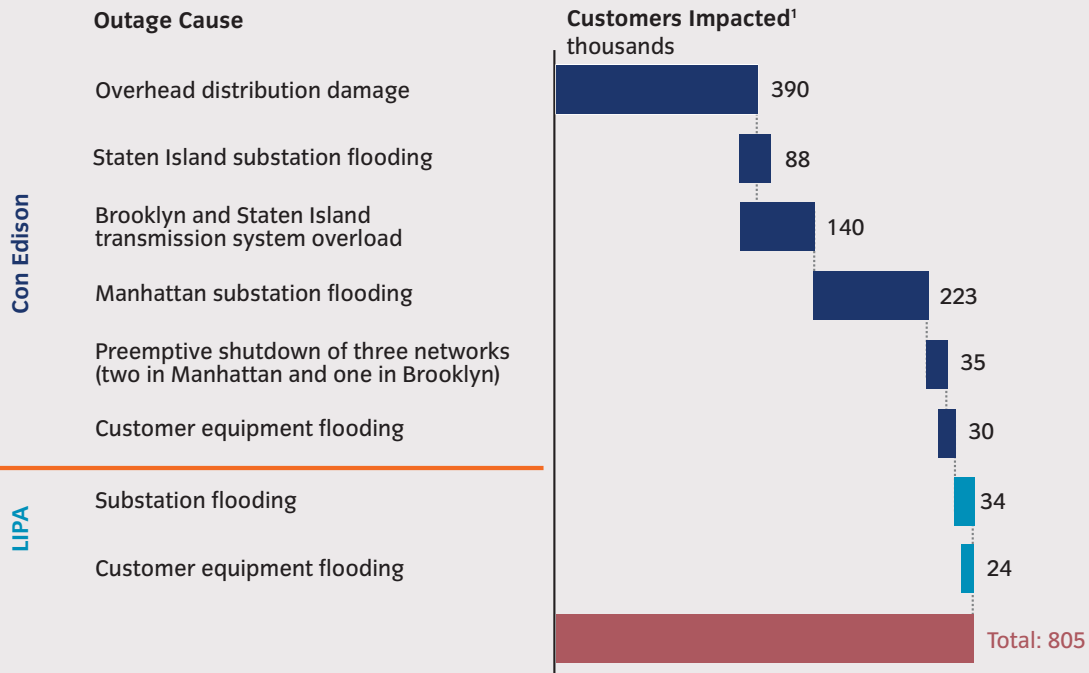 Outage Cause
Customers Impacted¹
thousands
Con Edison
Overhead distribution damage
390
Staten Island substation flooding
88
Brooklyn and Staten Island
transmission system overload
140
Manhattan substation flooding
223
Preemptive shutdown of three networks
(two in Manhattan and one in Brooklyn)
35
Customer equipment flooding
30
LIPA
Substation flooding
34
Customer equipment flooding
24
Total: 805